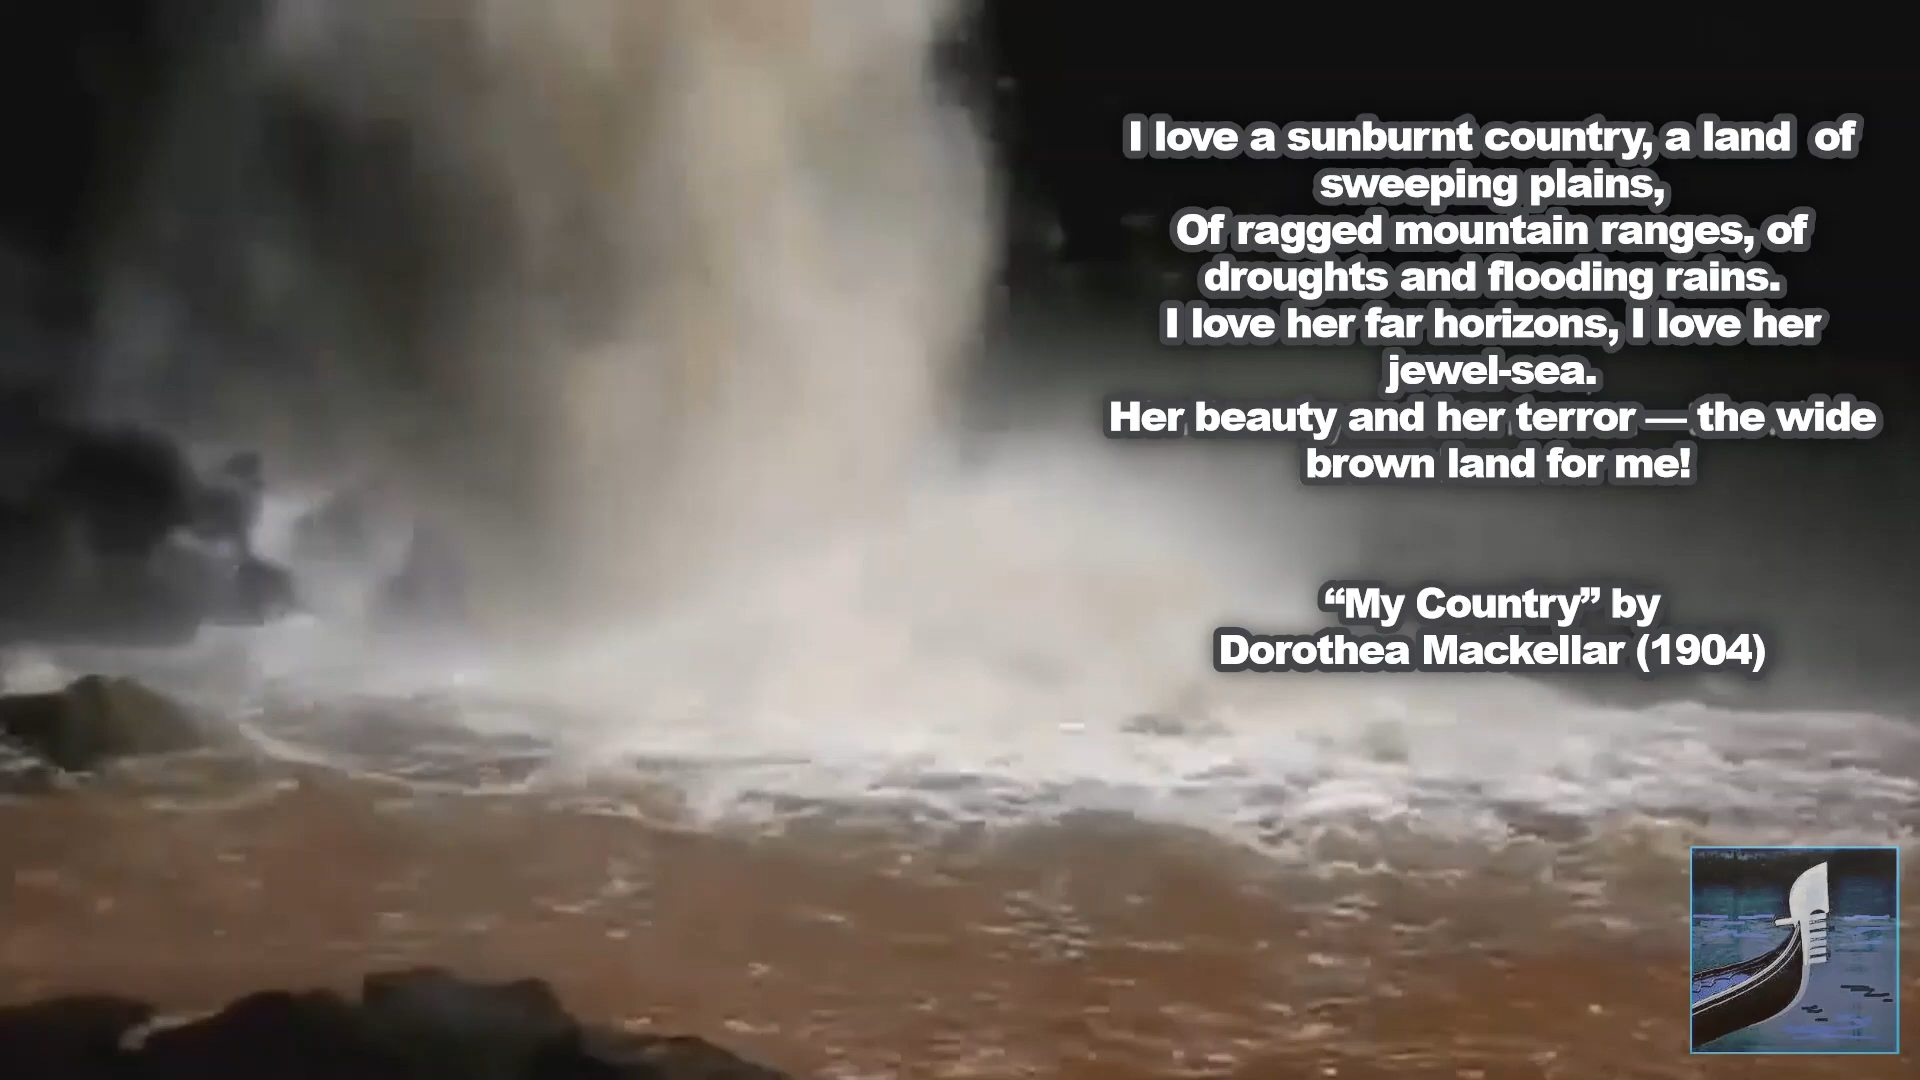 I love a sunburnt country, a land  of
sweeping plains,
Of ragged mountain ranges, of
droughts and flooding rains.
I love her far horizons, I love her
jewel-sea.
Her beauty and her terror — the wide
brown land for me!
“My Country” by
Dorothea Mackellar (1904)